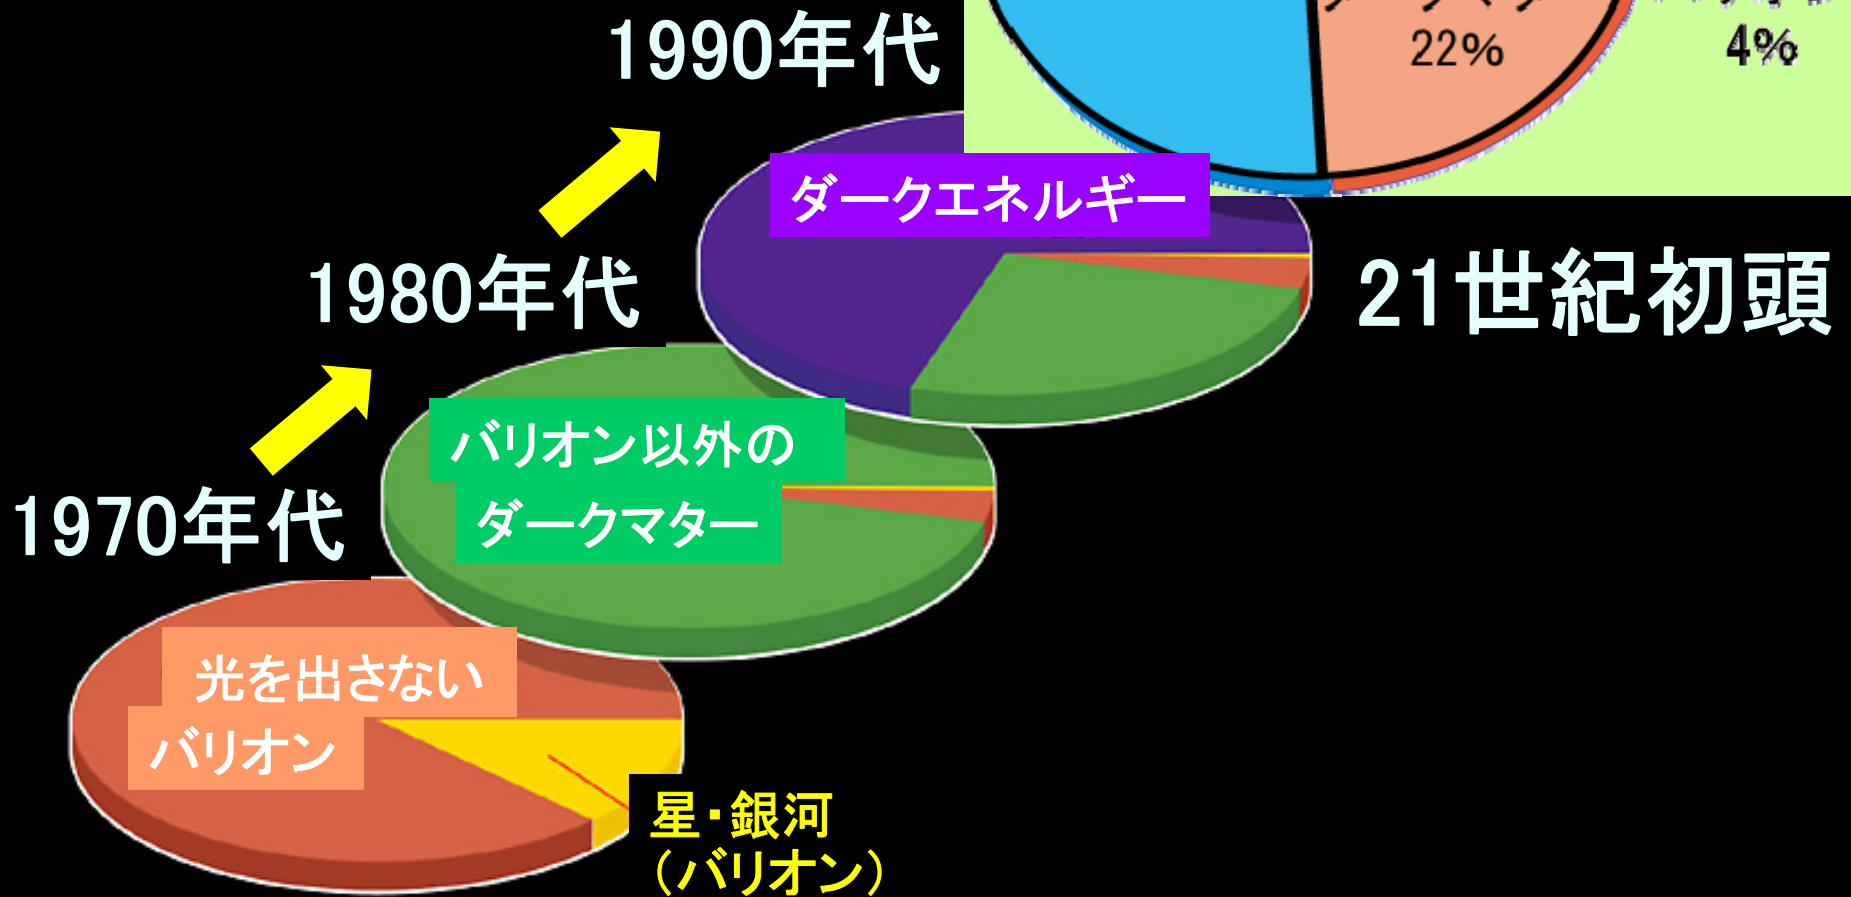 1990年代
22%
4%
ダークエネルギー
1980年代
21世紀初頭
バリオン以外の
ダークマター
1970年代
光を出さない
バリオン
星・銀河
（バリオン）